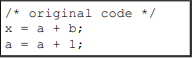 /* original code */
x = a + b;
a = a + 1;